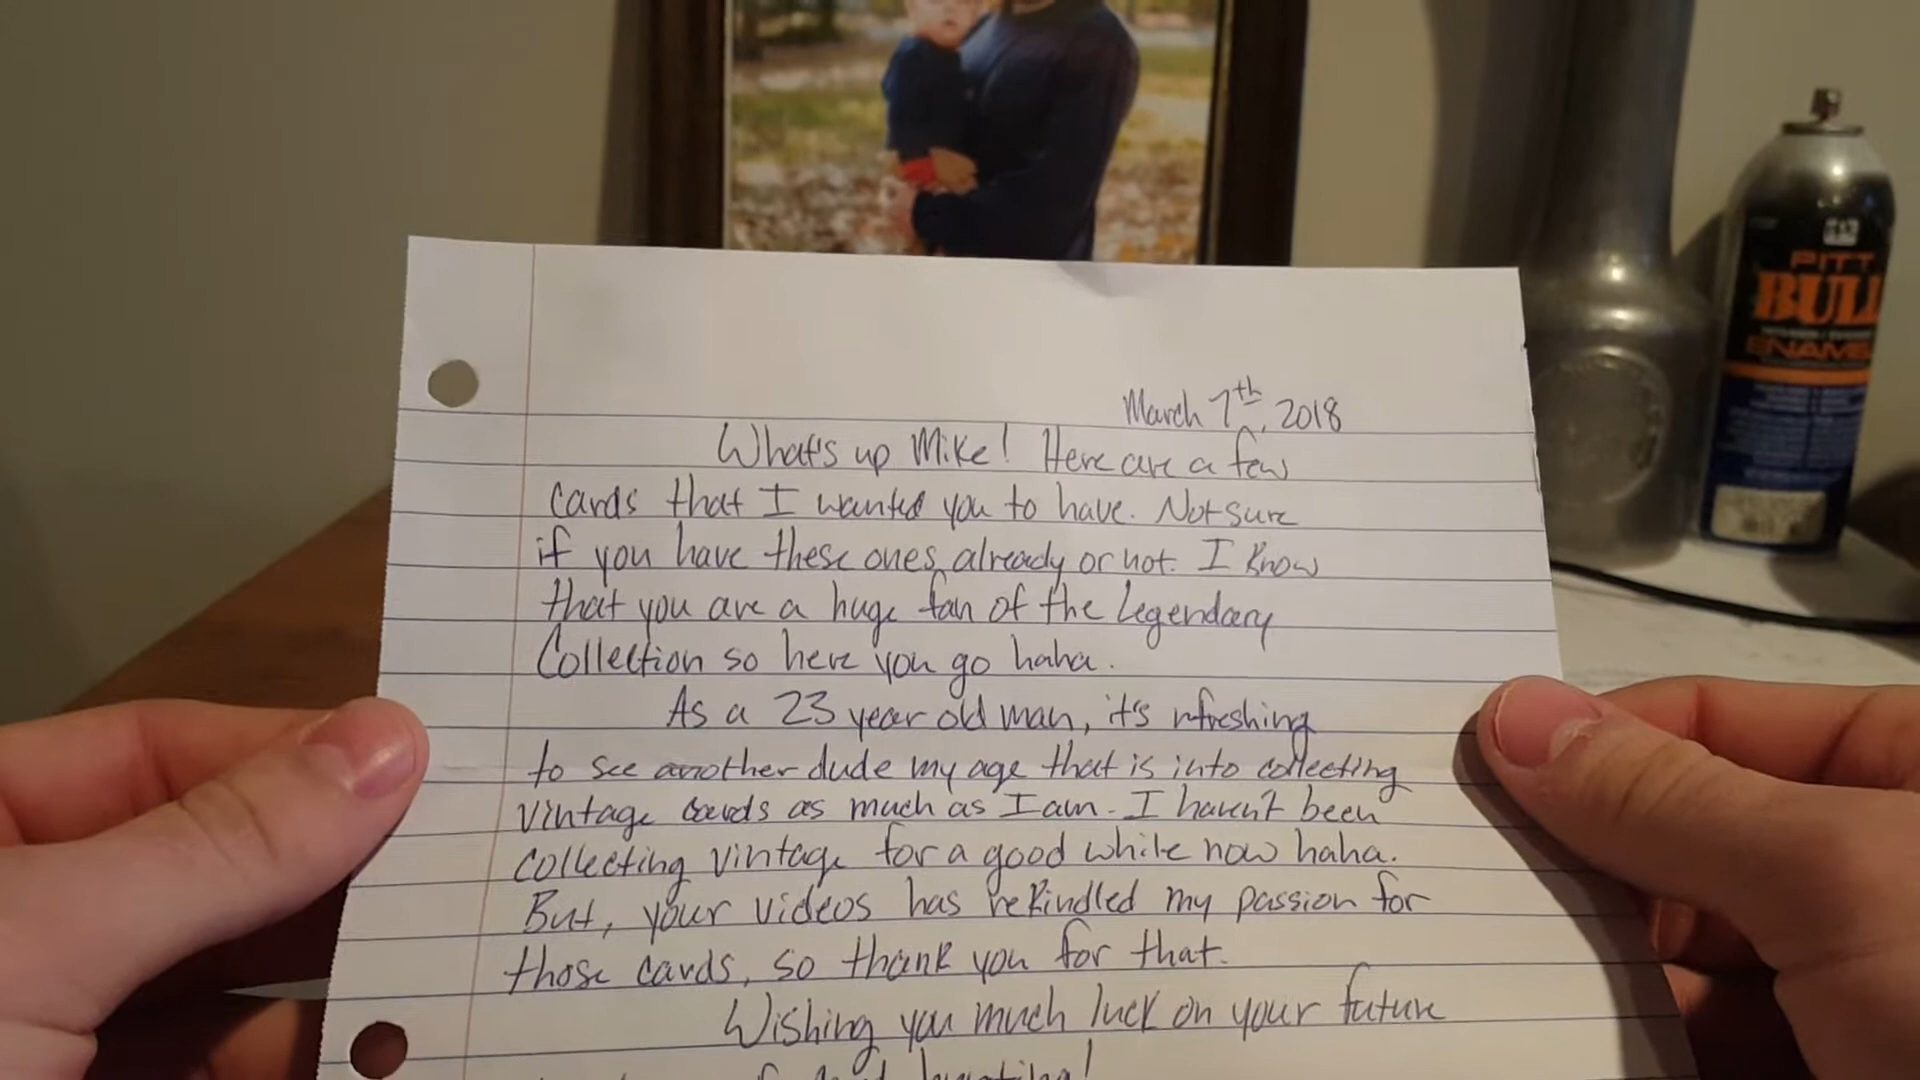 March 7th, 2018
What's up Mike! Here are a few
cards that I wanted you to have. Not sure
if you have these ones already or not. I know
that you are a huge fan of the Legendary
Collection so here you go haha.
As a 23 year old man, it's refreshing
to see another dude my age that is into collecting
vintage cards as much as I am. I haven't been
collecting vintage for a good while now haha.
But, your videos has rekindled my passion for
those cards, so thank you for that.
Wishing you much luck on your future
hunting!
PITT
BULL
ENAMEL